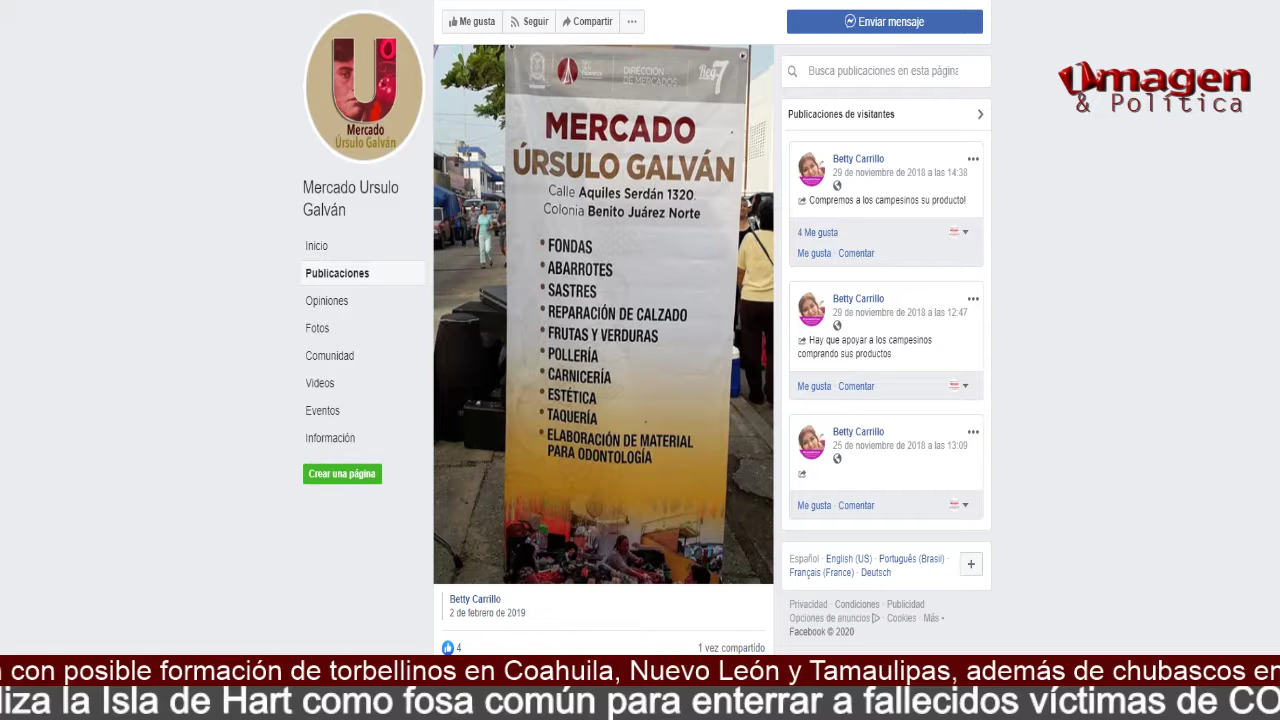 Me gusta
Seguir
Compartir
Enviar mensaje
U
Mercado
Úrsulo Galván
Mercado Ursulo
Galván
Inicio
Publicaciones
Opiniones
Fotos
Comunidad
Videos
Eventos
Información
Crear una página
DIRECCIÓN
DE MERCADOS
Reg 7
MERCADO
ÚRSULO GALVÁN
Calle Aquiles Serdán 1320.
Colonia Benito Juárez Norte
• FONDAS
• ABARROTES
• SASTRES
• REPARACIÓN DE CALZADO
• FRUTAS Y VERDURAS
• POLLERÍA
• CARNICERÍA
• ESTÉTICA
• TAQUERÍA
• ELABORACIÓN DE MATERIAL
PARA ODONTOLOGÍA
Betty Carrillo
2 de febrero de 2019
4
1 vez compartido
Busca publicaciones en esta página
Publicaciones de visitantes
Betty Carrillo
29 de noviembre de 2018 a las 14:38
Compremos a los campesinos su producto!
4 Me gusta
Me gusta · Comentar
Betty Carrillo
29 de noviembre de 2018 a las 12:47
Hay que apoyar a los campesinos
comprando sus productos
Me gusta · Comentar
Betty Carrillo
25 de noviembre de 2018 a las 13:09
Me gusta · Comentar
Español · English (US) · Português (Brasil) ·
Français (France) · Deutsch
Privacidad · Condiciones · Publicidad
Opciones de anuncios · Cookies · Más
Facebook © 2020
Umagen
& Política
n con posible formación de torbellinos en Coahuila, Nuevo León y Tamaulipas, además de chubascos en
liza la Isla de Hart como fosa común para enterrar a fallecidos víctimas de CO